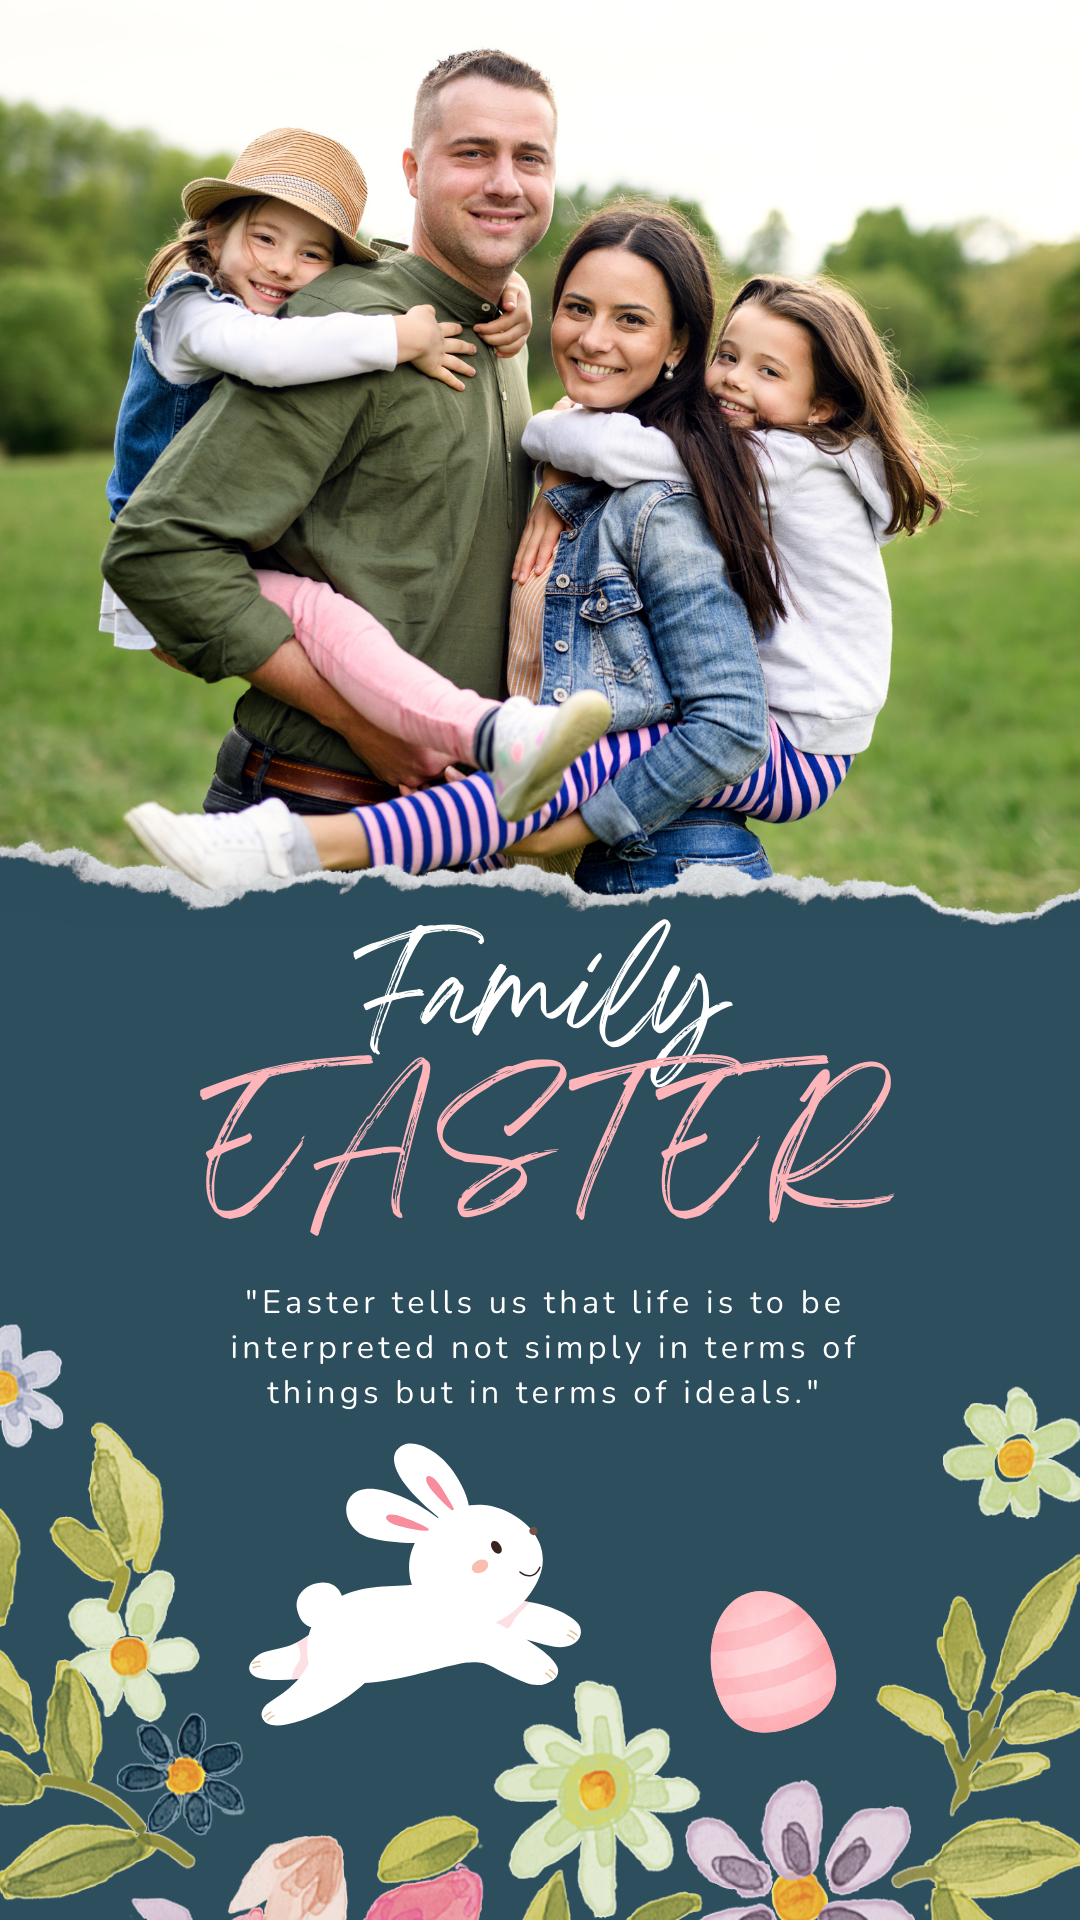 Family
EASTER
"Easter tells us that life is to be
interpreted not simply in terms of
things but in terms of ideals."